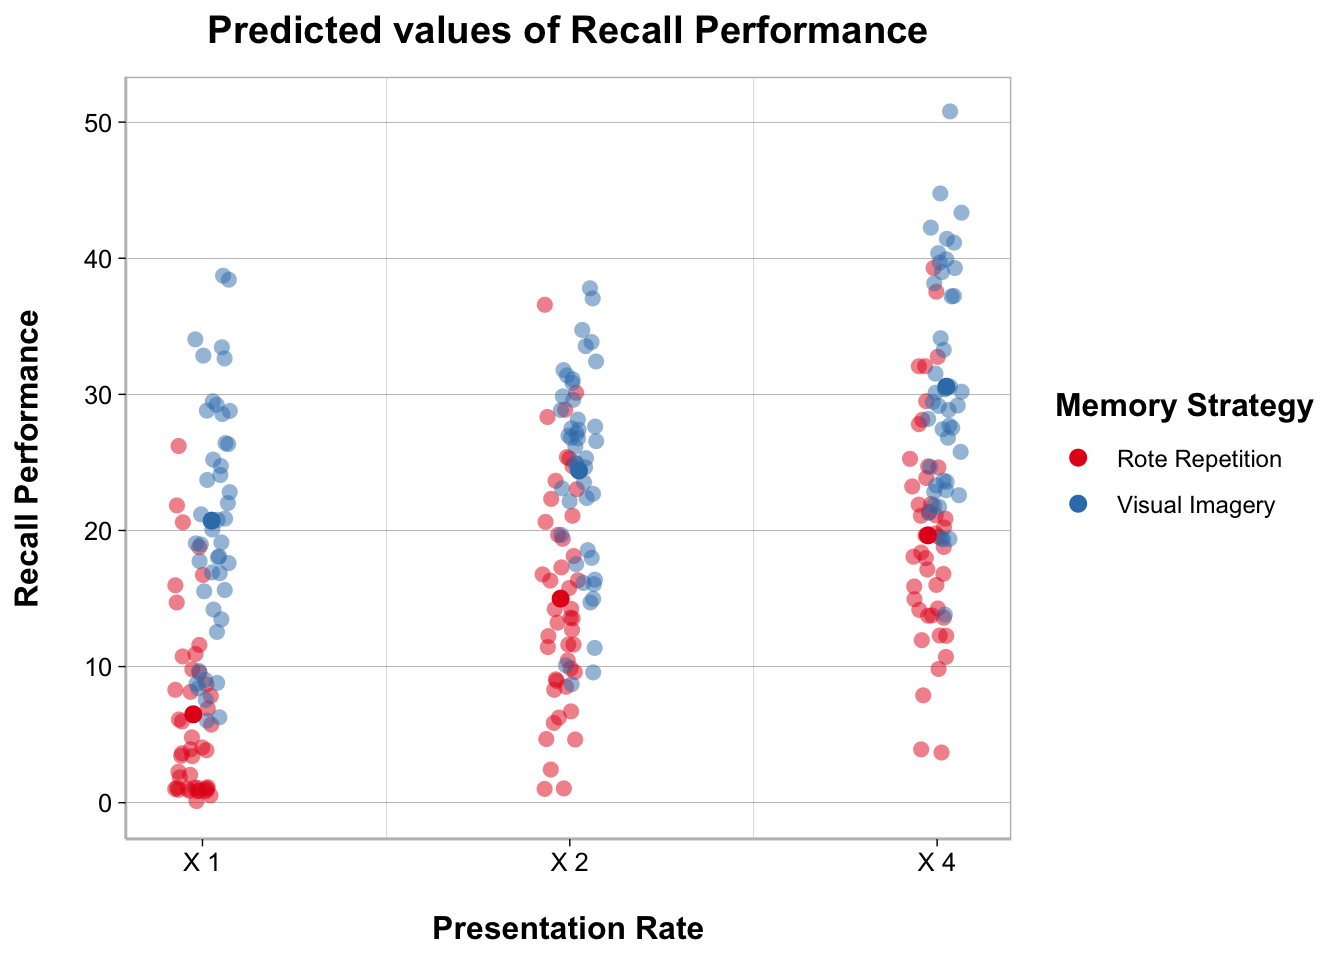 Predicted values of Recall Performance
50
40
30
20
10
0
Recall Performance
X 1
X 2
X 4
Presentation Rate
Memory Strategy
Rote Repetition
Visual Imagery